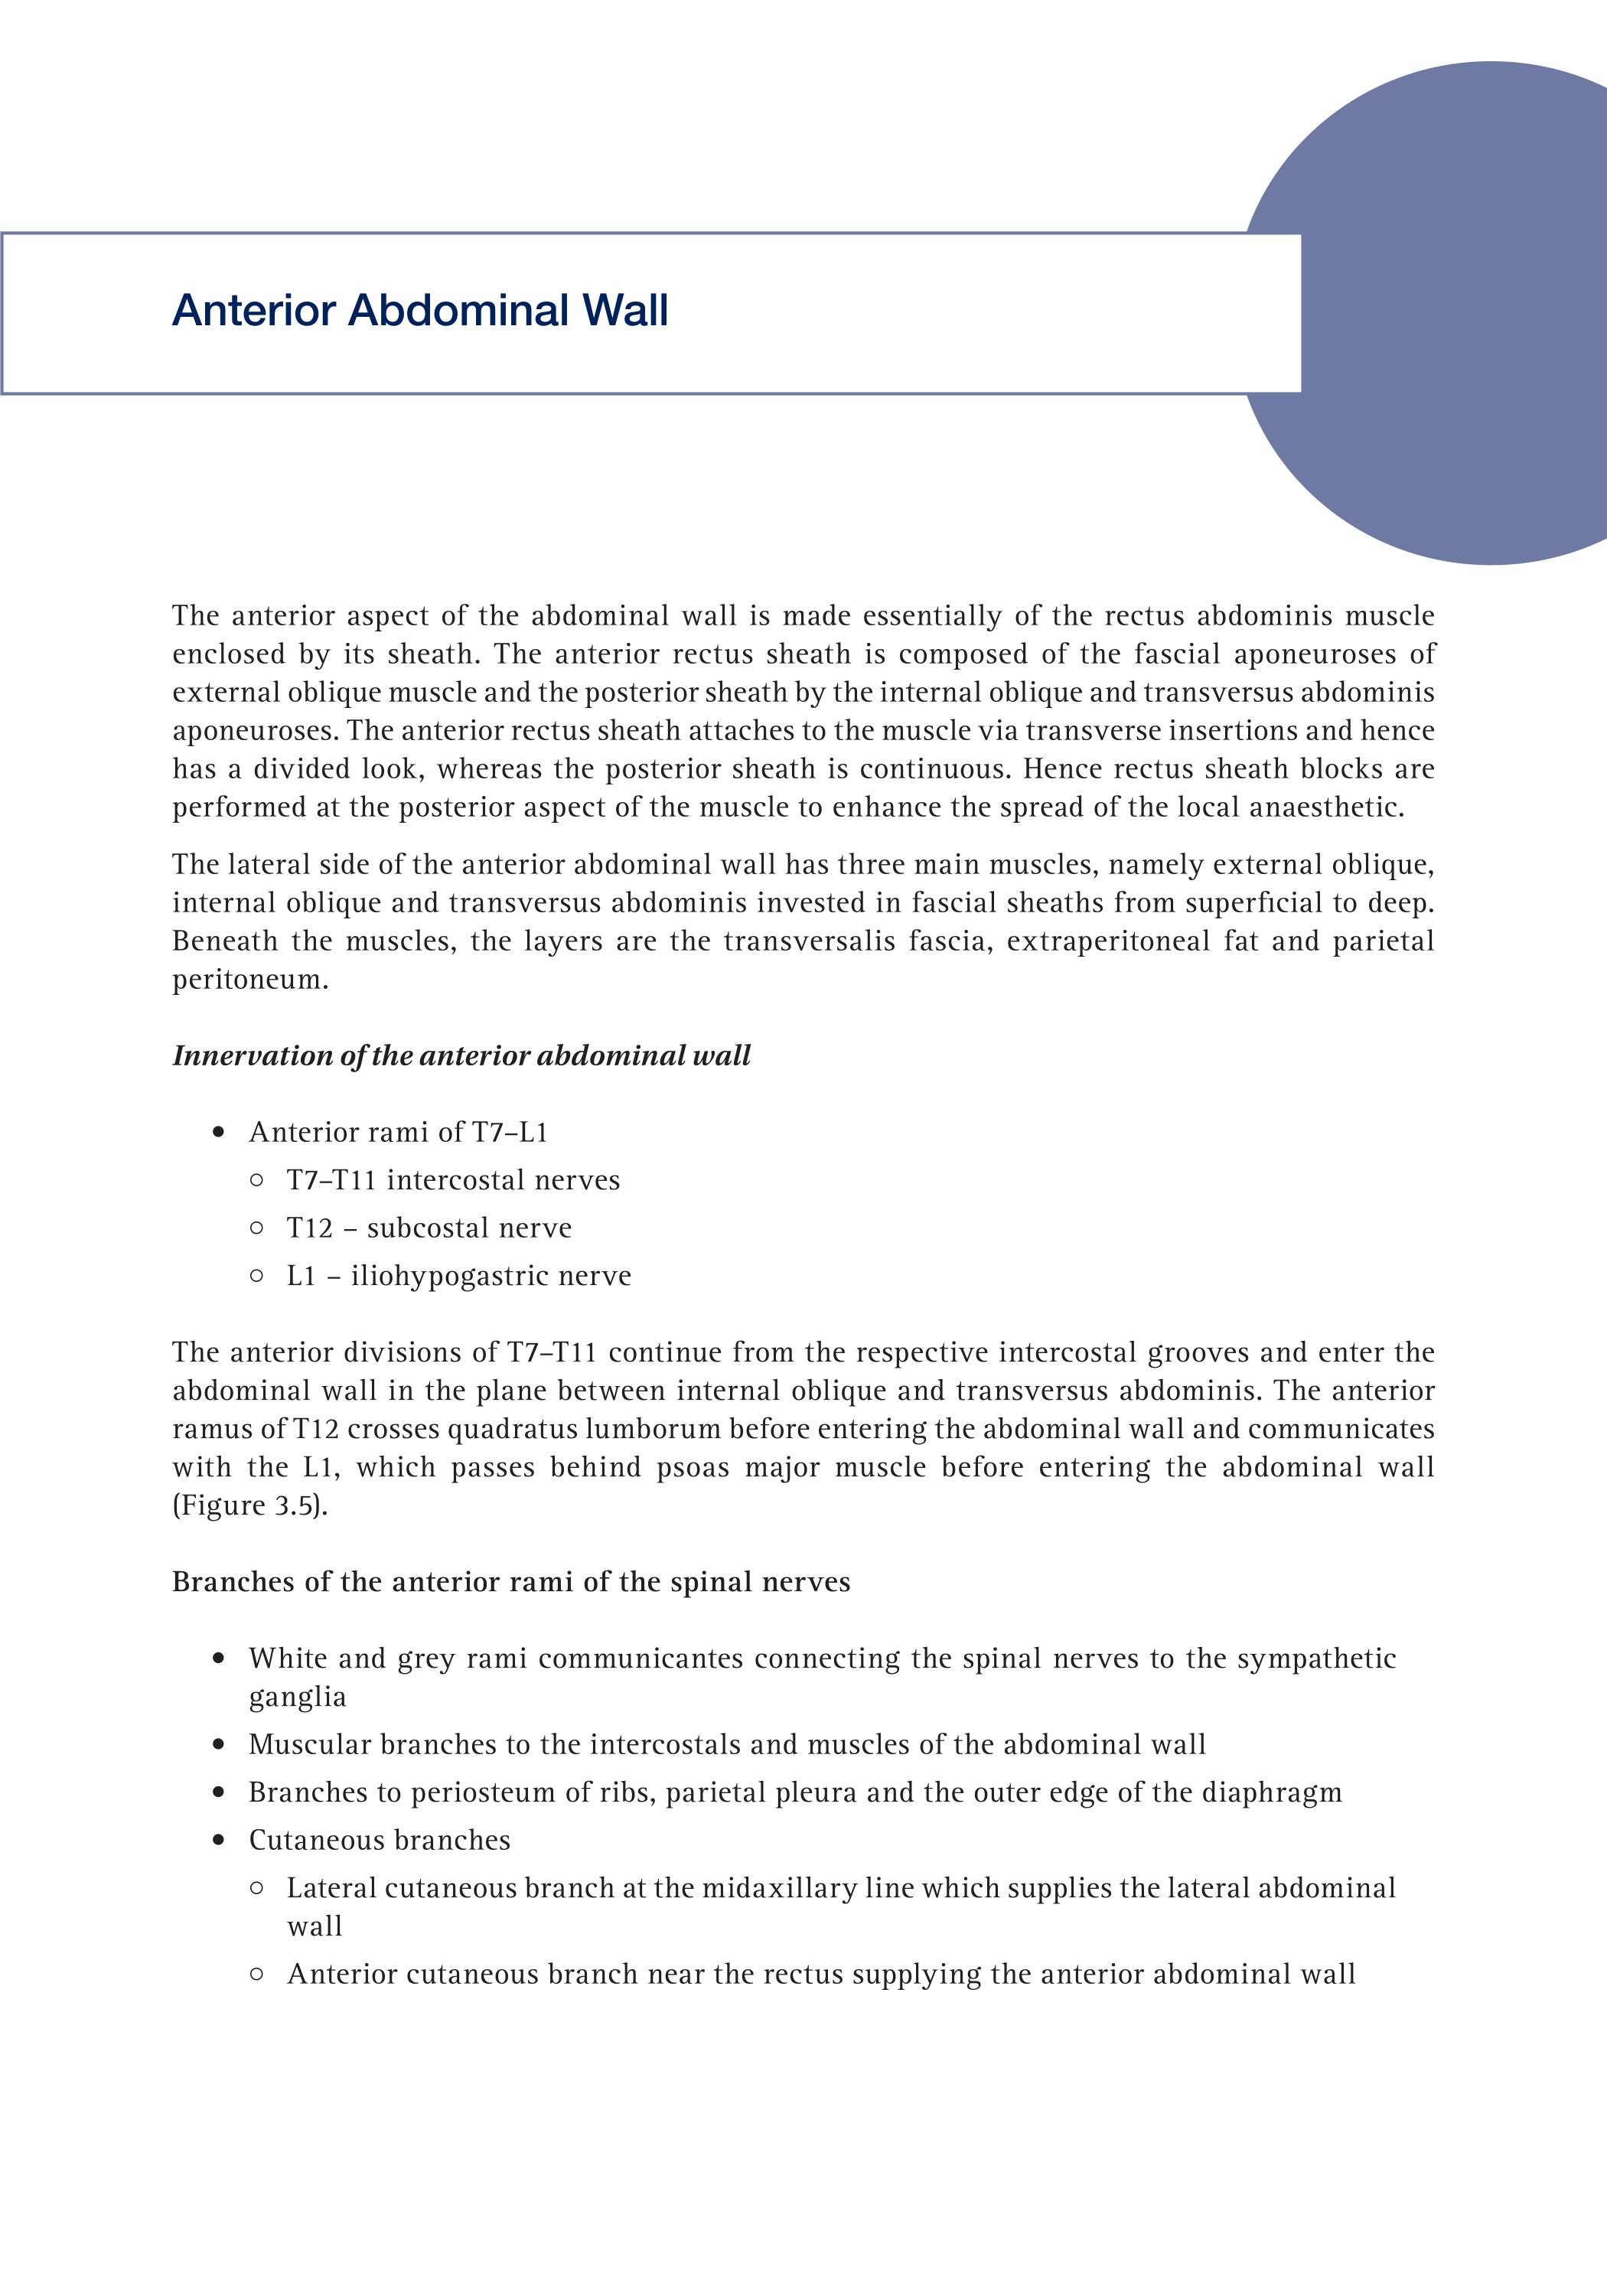 Anterior Abdominal Wall
The anterior aspect of the abdominal wall is made essentially of the rectus abdominis muscle
enclosed by its sheath. The anterior rectus sheath is composed of the fascial aponeuroses of
external oblique muscle and the posterior sheath by the internal oblique and transversus abdominis
aponeuroses. The anterior rectus sheath attaches to the muscle via transverse insertions and hence
has a divided look, whereas the posterior sheath is continuous. Hence rectus sheath blocks are
performed at the posterior aspect of the muscle to enhance the spread of the local anaesthetic.
The lateral side of the anterior abdominal wall has three main muscles, namely external oblique,
internal oblique and transversus abdominis invested in fascial sheaths from superficial to deep.
Beneath the muscles, the layers are the transversalis fascia, extraperitoneal fat and parietal
peritoneum.
Innervation of the anterior abdominal wall
• Anterior rami of T7–L1
○ T7–T11 intercostal nerves
○ T12 – subcostal nerve
○ L1 – iliohypogastric nerve
The anterior divisions of T7–T11 continue from the respective intercostal grooves and enter the
abdominal wall in the plane between internal oblique and transversus abdominis. The anterior
ramus of T12 crosses quadratus lumborum before entering the abdominal wall and communicates
with the L1, which passes behind psoas major muscle before entering the abdominal wall
(Figure 3.5).
Branches of the anterior rami of the spinal nerves
• White and grey rami communicantes connecting the spinal nerves to the sympathetic
ganglia
• Muscular branches to the intercostals and muscles of the abdominal wall
• Branches to periosteum of ribs, parietal pleura and the outer edge of the diaphragm
• Cutaneous branches
○ Lateral cutaneous branch at the midaxillary line which supplies the lateral abdominal
wall
○ Anterior cutaneous branch near the rectus supplying the anterior abdominal wall